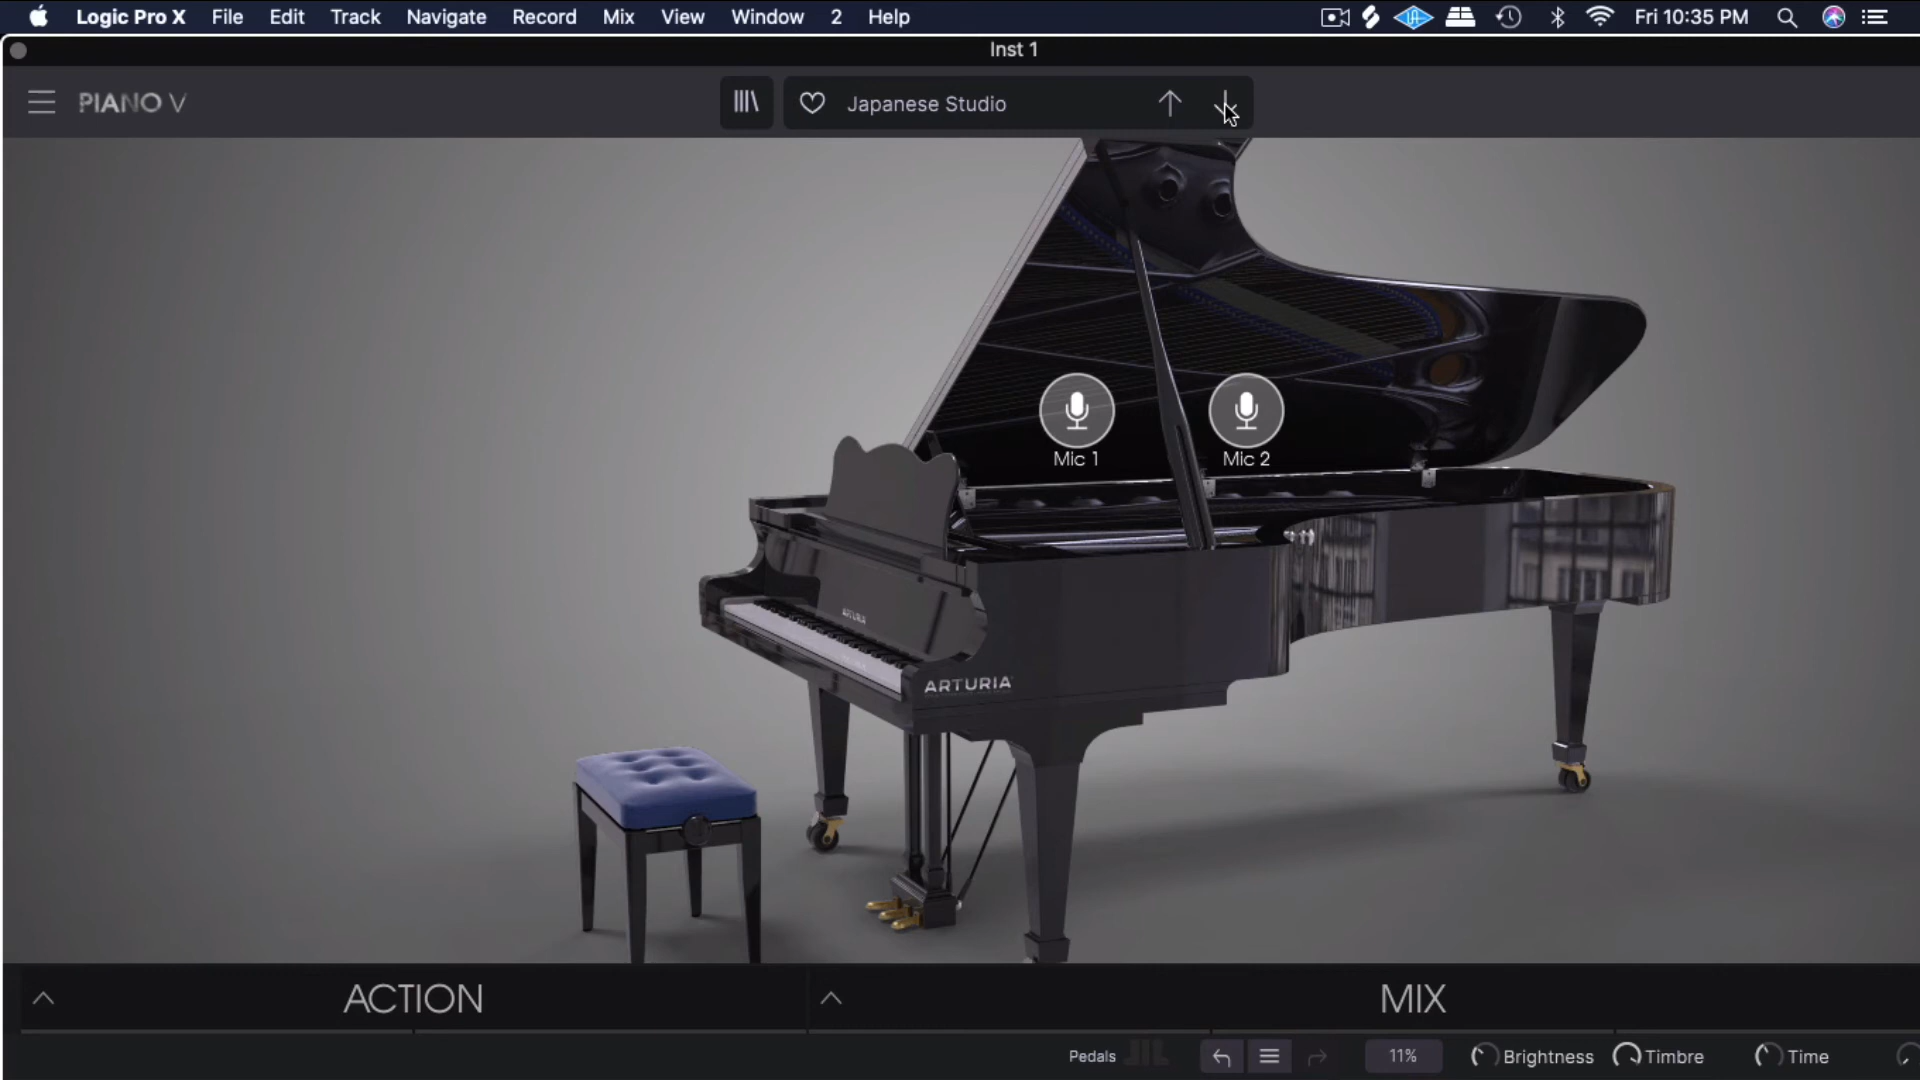 Logic Pro X File Edit Track Navigate Record Mix View Window 2 Help Fri 10:35 PM
Inst 1
PIANO V
Japanese Studio
Mic 1 Mic 2
ARTURIA
ARTURIA
ACTION MIX
Pedals 11% Brightness Timbre Time